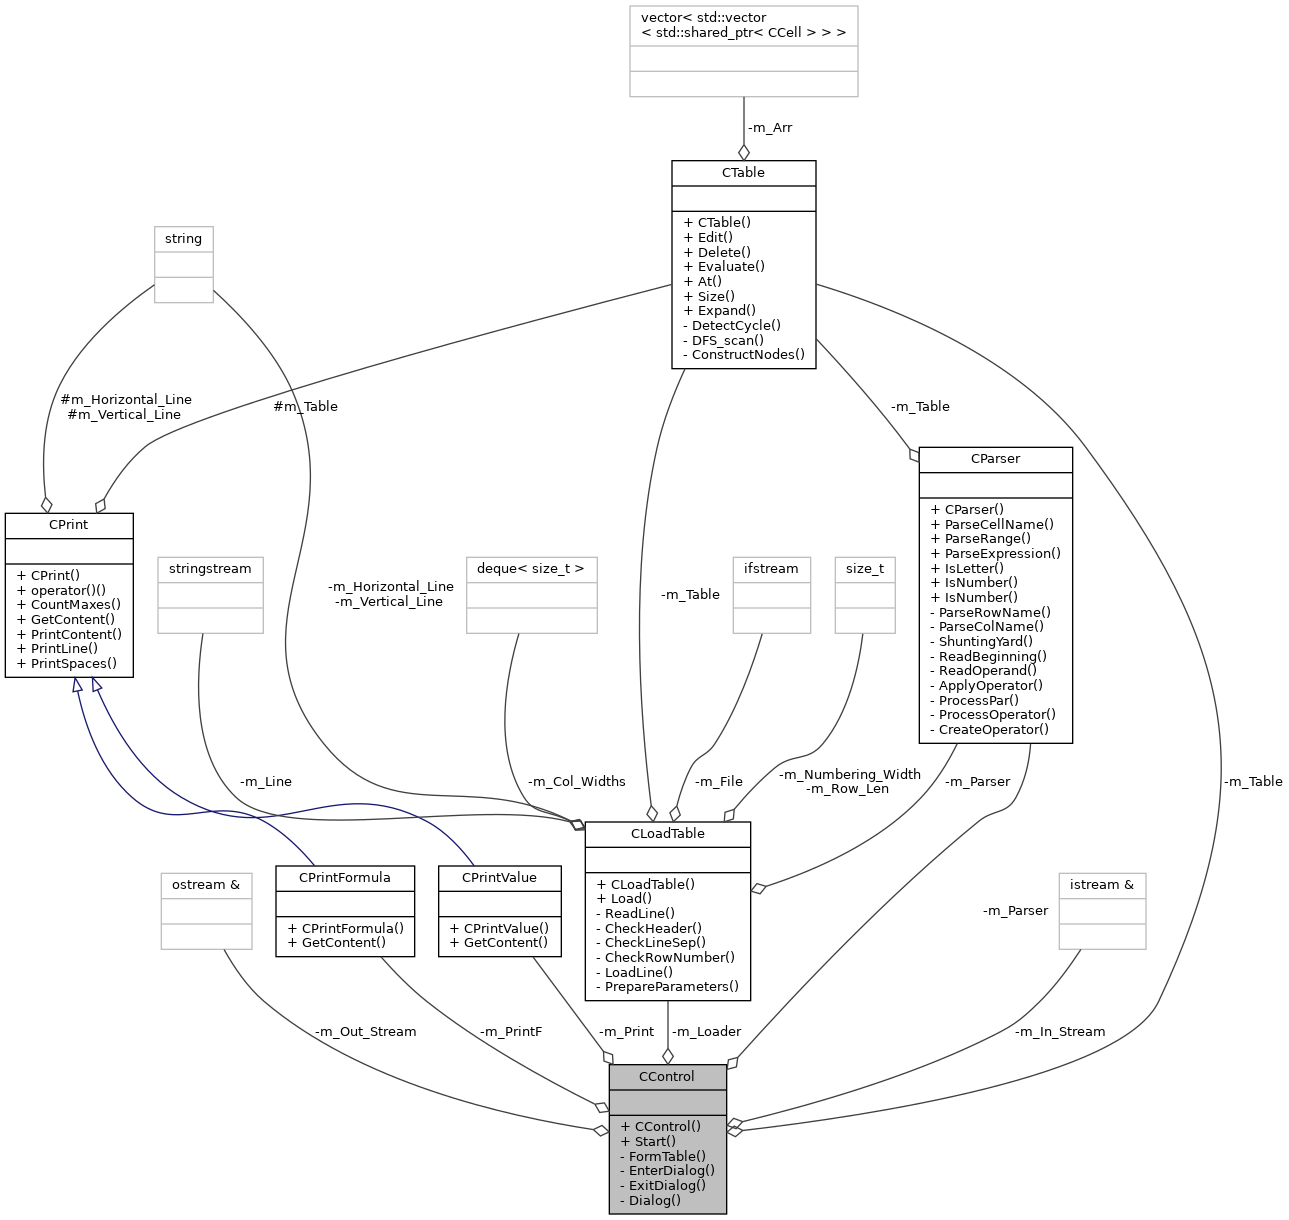 vector< std::vector
< std::shared_ptr< CCell > > >
-m_Arr
CTable
+ CTable()
+ Edit()
+ Delete()
+ Evaluate()
+ At()
+ Size()
+ Expand()
- DetectCycle()
- DFS_scan()
- ConstructNodes()
string
#m_Horizontal_Line
#m_Vertical_Line
#m_Table
-m_Table
CParser
+ CParser()
+ ParseCellName()
+ ParseRange()
+ ParseExpression()
+ IsLetter()
+ IsNumber()
+ IsNumber()
- ParseRowName()
- ParseColName()
- ShuntingYard()
- ReadBeginning()
- ReadOperand()
- ApplyOperator()
- ProcessPar()
- ProcessOperator()
- CreateOperator()
CPrint
+ CPrint()
+ operator()()
+ CountMaxes()
+ GetContent()
+ PrintContent()
+ PrintLine()
+ PrintSpaces()
stringstream
-m_Horizontal_Line
-m_Vertical_Line
deque< size_t >
-m_Table
ifstream
size_t
-m_Line
-m_Col_Widths
-m_File
-m_Numbering_Width
-m_Row_Len
-m_Parser
-m_Table
CLoadTable
+ CLoadTable()
+ Load()
- ReadLine()
- CheckHeader()
- CheckLineSep()
- CheckRowNumber()
- LoadLine()
- PrepareParameters()
ostream &
CPrintFormula
+ CPrintFormula()
+ GetContent()
CPrintValue
+ CPrintValue()
+ GetContent()
-m_Parser
istream &
-m_Out_Stream
-m_PrintF
-m_Print
-m_Loader
-m_In_Stream
CControl
+ CControl()
+ Start()
- FormTable()
- EnterDialog()
- ExitDialog()
- Dialog()